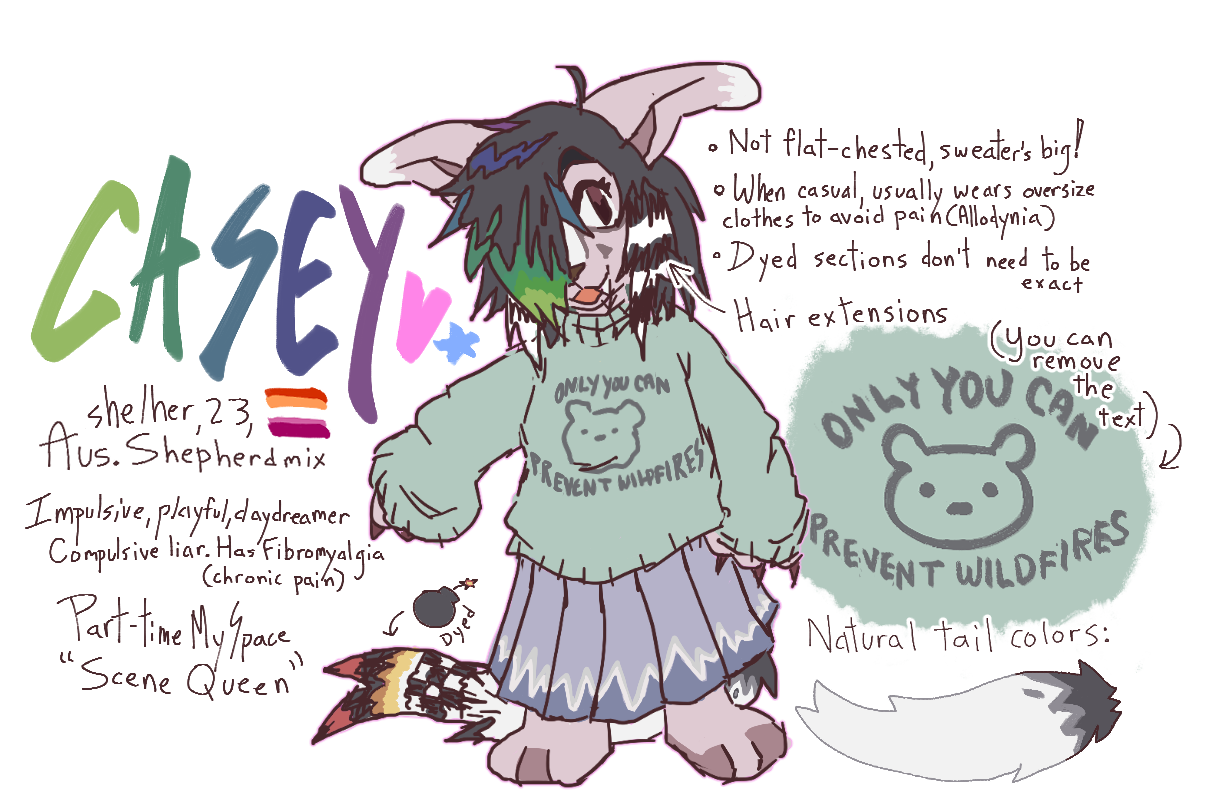 CASEY
she/her, 23,
Aus. Shepherd mix
Impulsive, playful, daydreamer
Compulsive liar. Has Fibromyalgia
(chronic pain)
Part-time MySpace
"Scene Queen"
Dyed
ONLY YOU CAN
PREVENT WILDFIRES
Not flat-chested, sweater's big!
When casual, usually wears oversize
clothes to avoid pain (Allodynia)
Dyed sections don't need to be
exact
Hair extensions
(you can
remove
the
text)
ONLY YOU CAN
PREVENT WILDFIRES
Natural tail colors: